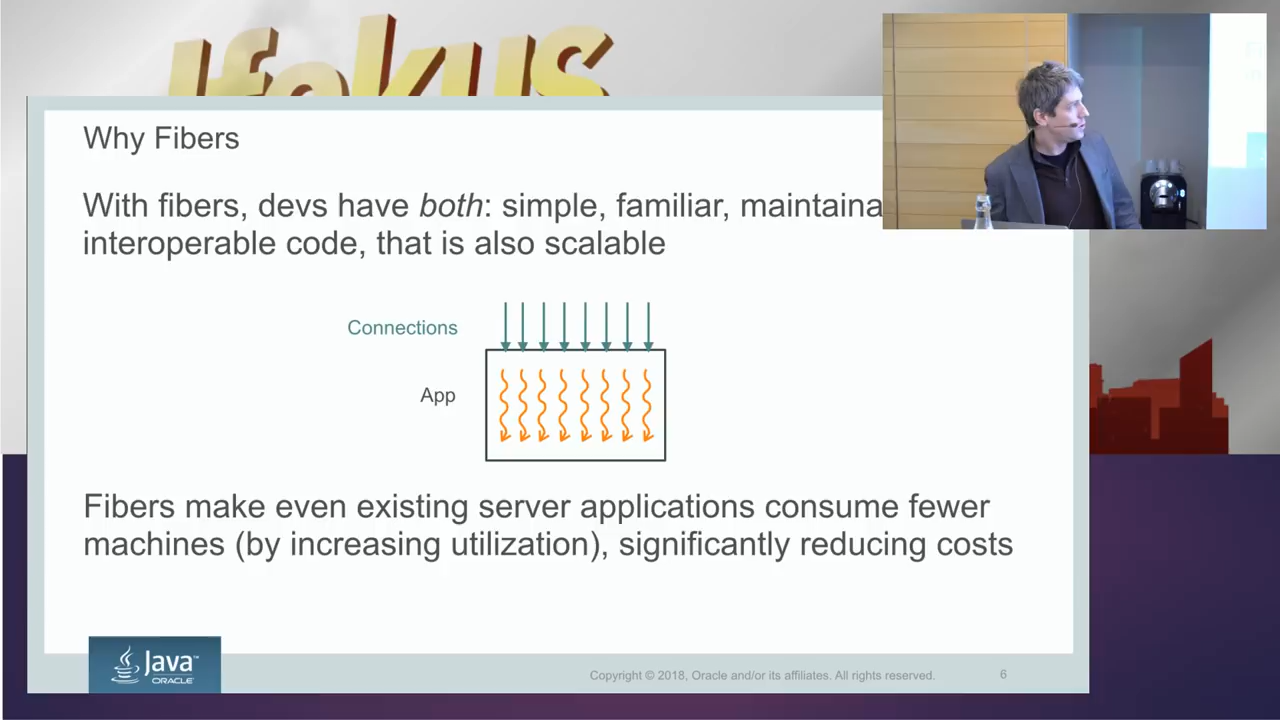 Jfokus
Why Fibers
With fibers, devs have both: simple, familiar,
interoperable code, that is also scalable
Connections
App
Fibers make even existing server applications consume fewer
machines (by increasing utilization), significantly reducing costs
Java™
ORACLE
Copyright © 2018, Oracle and/or its affiliates. All rights reserved.
6